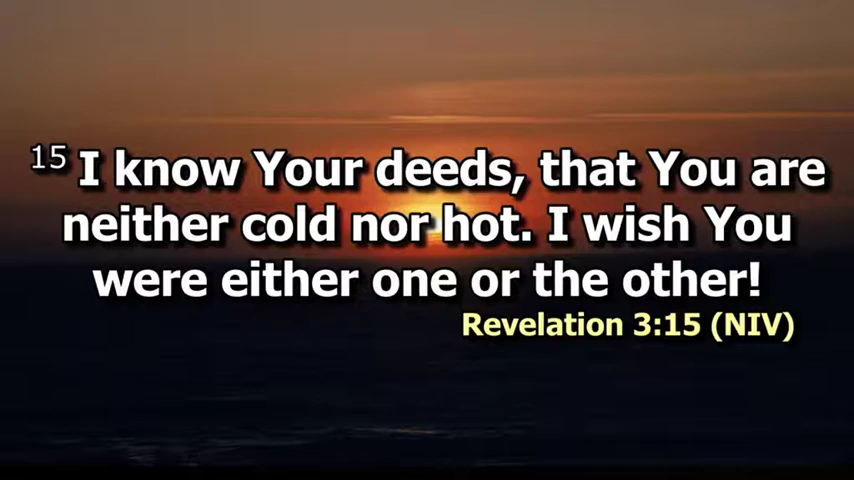 15 I know Your deeds, that You are
neither cold nor hot. I wish You
were either one or the other!
Revelation 3:15 (NIV)